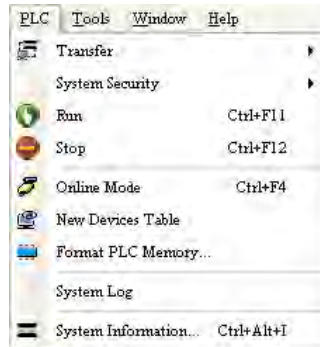 PLC Tools Window Help
Transfer
System Security
Run Ctrl+F11
Stop Ctrl+F12
Online Mode Ctrl+F4
New Devices Table
Format PLC Memory...
System Log
System Information... Ctrl+Alt+I